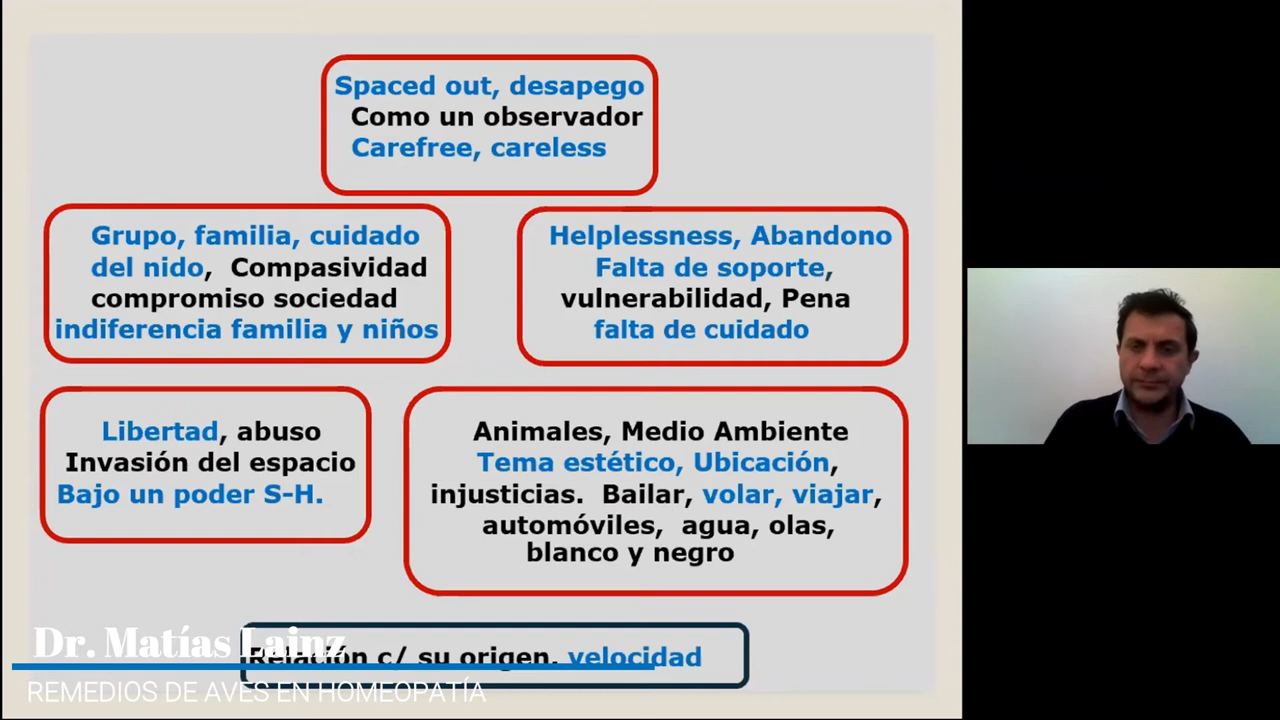 Spaced out, desapego
Como un observador
Carefree, careless
Grupo, familia, cuidado
del nido, Compasividad
compromiso sociedad
indiferencia familia y niños
Helplessness, Abandono
Falta de soporte,
vulnerabilidad, Pena
falta de cuidado
Libertad, abuso
Invasión del espacio
Bajo un poder S-H.
Animales, Medio Ambiente
Tema estético, Ubicación,
injusticias. Bailar, volar, viajar,
automóviles, agua, olas,
blanco y negro
Relación c/ su origen. velocidad
Dr. Matías Lainz
REMEDIOS DE AVES EN HOMEOPATÍA